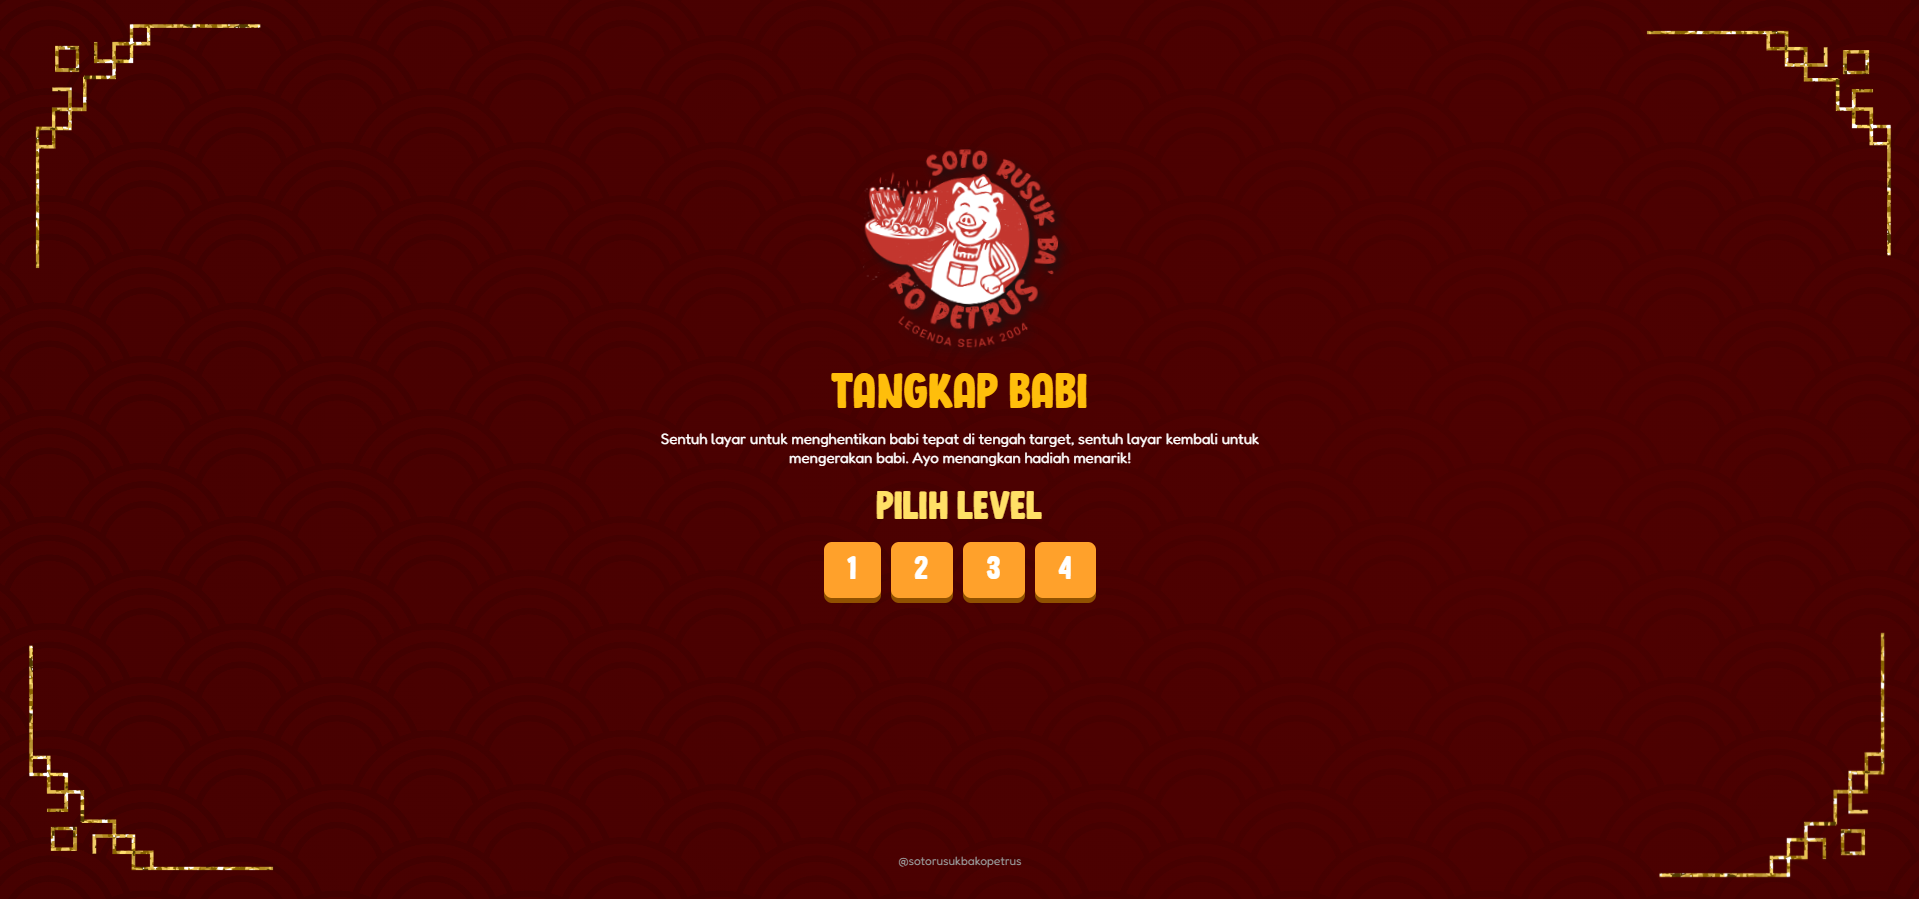 SOTO RUSUK BA'
KO PETRUS
LEGENDA SEJAK 2004
TANGKAP BABI
Sentuh layar untuk menghentikan babi tepat di tengah target, sentuh layar kembali untuk
mengerakan babi. Ayo menangkan hadiah menarik!
PILIH LEVEL
1 2 3 4
@sotorusukbakopetrus